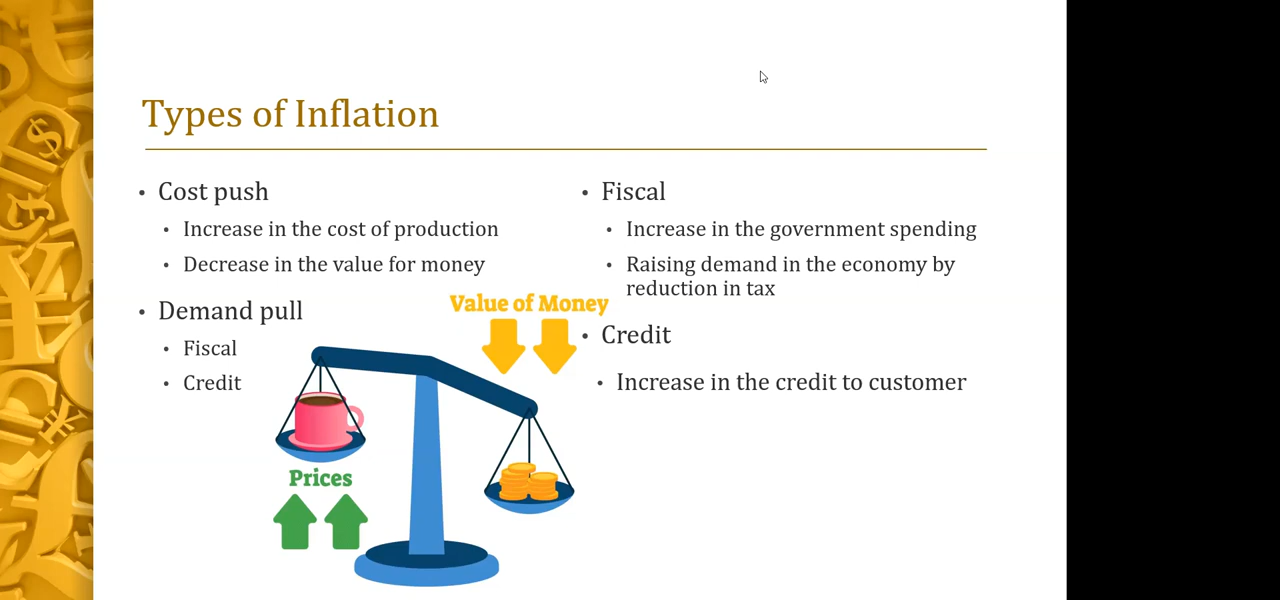 Types of Inflation
Cost push
Increase in the cost of production
Decrease in the value for money
Demand pull
Fiscal
Credit
Fiscal
Increase in the government spending
Raising demand in the economy by
reduction in tax
Credit
Increase in the credit to customer
Value of Money
Prices